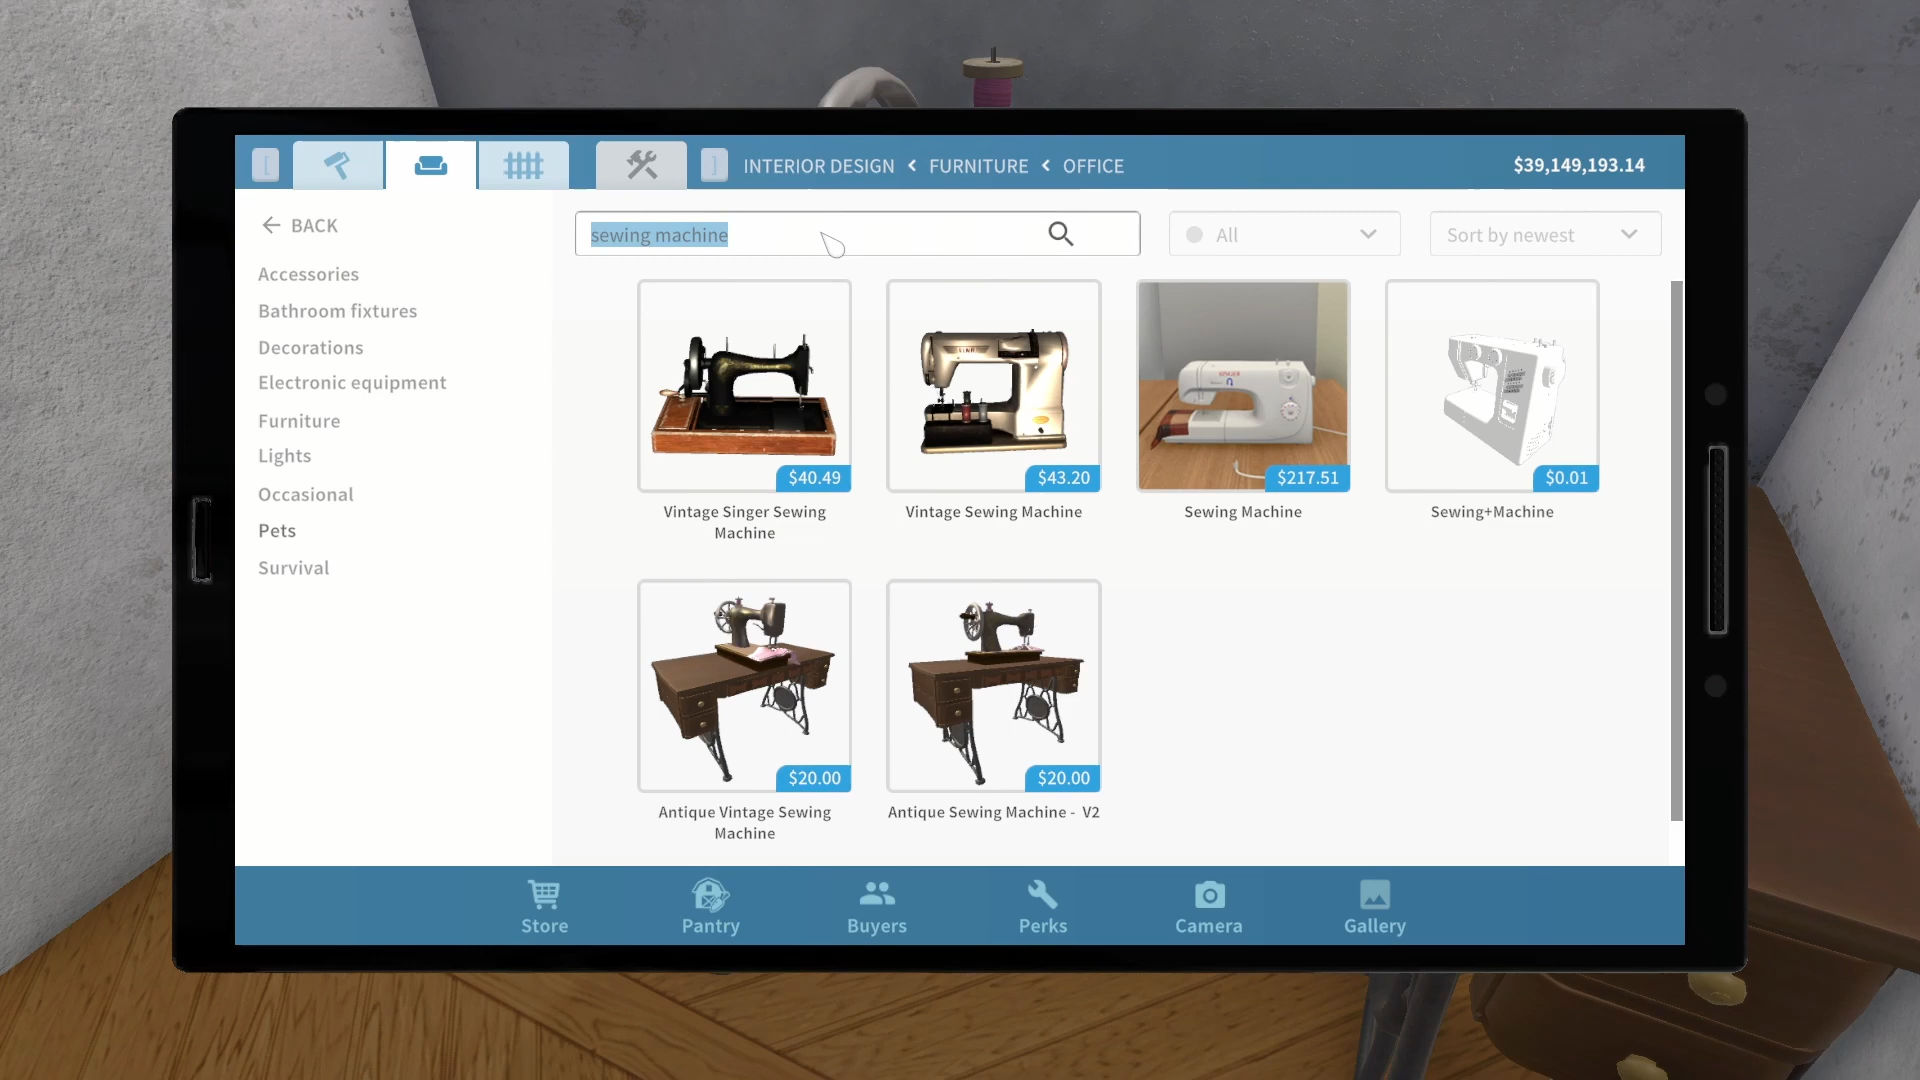 INTERIOR DESIGN < FURNITURE < OFFICE
$39,149,193.14
← BACK
sewing machine
All
Sort by newest
Accessories
Bathroom fixtures
Decorations
Electronic equipment
Furniture
Lights
Occasional
Pets
Survival
$40.49
$43.20
SINGER
$217.51
$0.01
Vintage Singer Sewing
Machine
Vintage Sewing Machine
Sewing Machine
Sewing+Machine
$20.00
$20.00
Antique Vintage Sewing
Machine
Antique Sewing Machine - V2
Store
Pantry
Buyers
Perks
Camera
Gallery